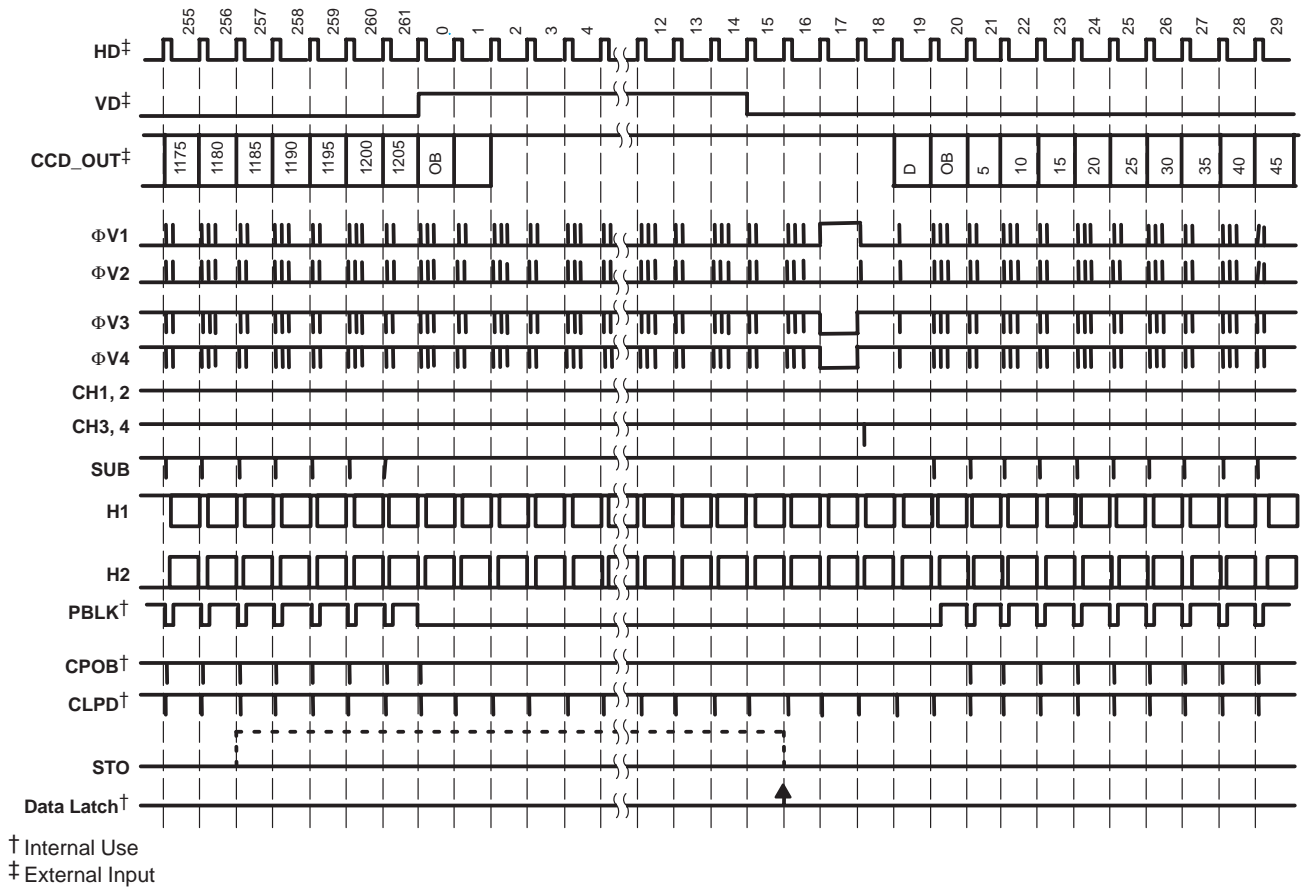 255 256 257 258 259 260 261 0 1 2 3 4 12 13 14 15 16 17 18 19 20 21 22 23 24 25 26 27 28 29
HD‡
VD‡
CCD_OUT‡ 1175 1180 1185 1190 1195 1200 1205 OB D OB 5 10 15 20 25 30 35 40 45
ΦV1
ΦV2
ΦV3
ΦV4
CH1, 2
CH3, 4
SUB
H1
H2
PBLK†
CPOB†
CLPD†
STO
Data Latch†
† Internal Use
‡ External Input